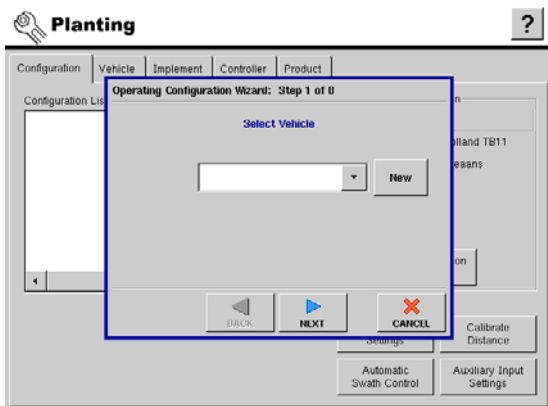 Planting
?
Configuration Vehicle Implement Controller Product
Configuration Lis
Operating Configuration Wizard: Step 1 of 8
Select Vehicle
New
BACK NEXT CANCEL
n
olland TB11
eeans
on
Settings
Calibrate
Distance
Automatic
Swath Control
Auxiliary Input
Settings